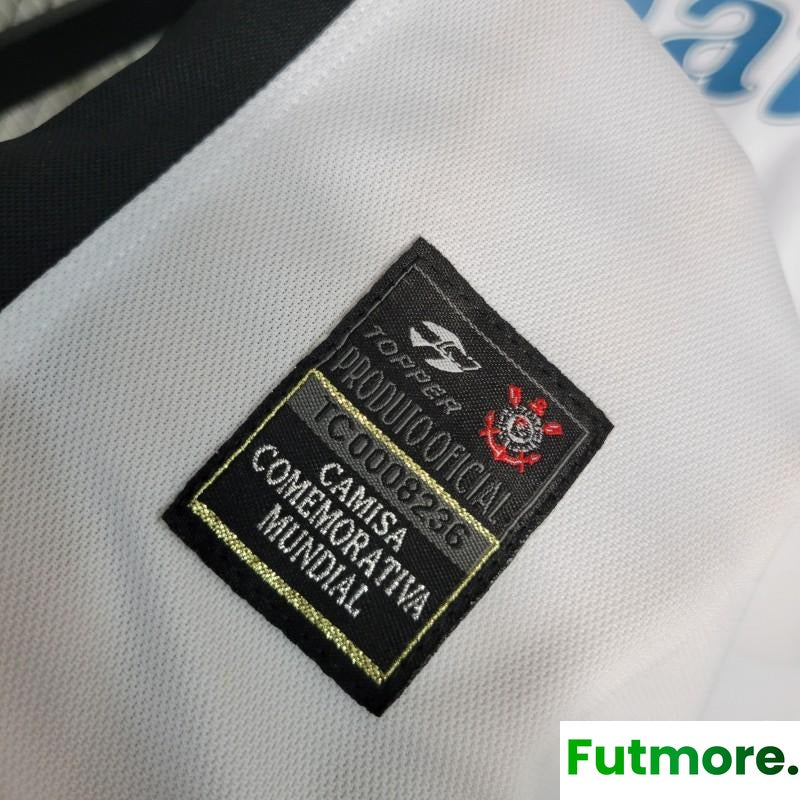 TOPPER
PRODUTO OFICIAL
TC0008236
CAMISA
COMEMORATIVA
MUNDIAL
Futmore.